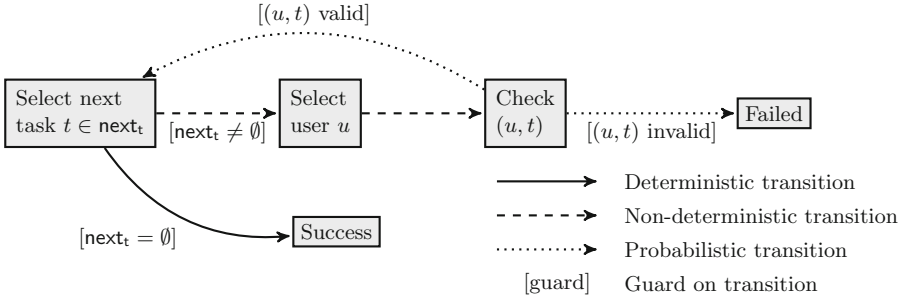 [(u, t) valid]
Select next
task t ∈ nextₜ
[nextₜ ≠ ∅]
Select
user u
Check
(u, t)
[(u, t) invalid]
Failed
[nextₜ = ∅]
Success
Deterministic transition
Non-deterministic transition
Probabilistic transition
[guard] Guard on transition